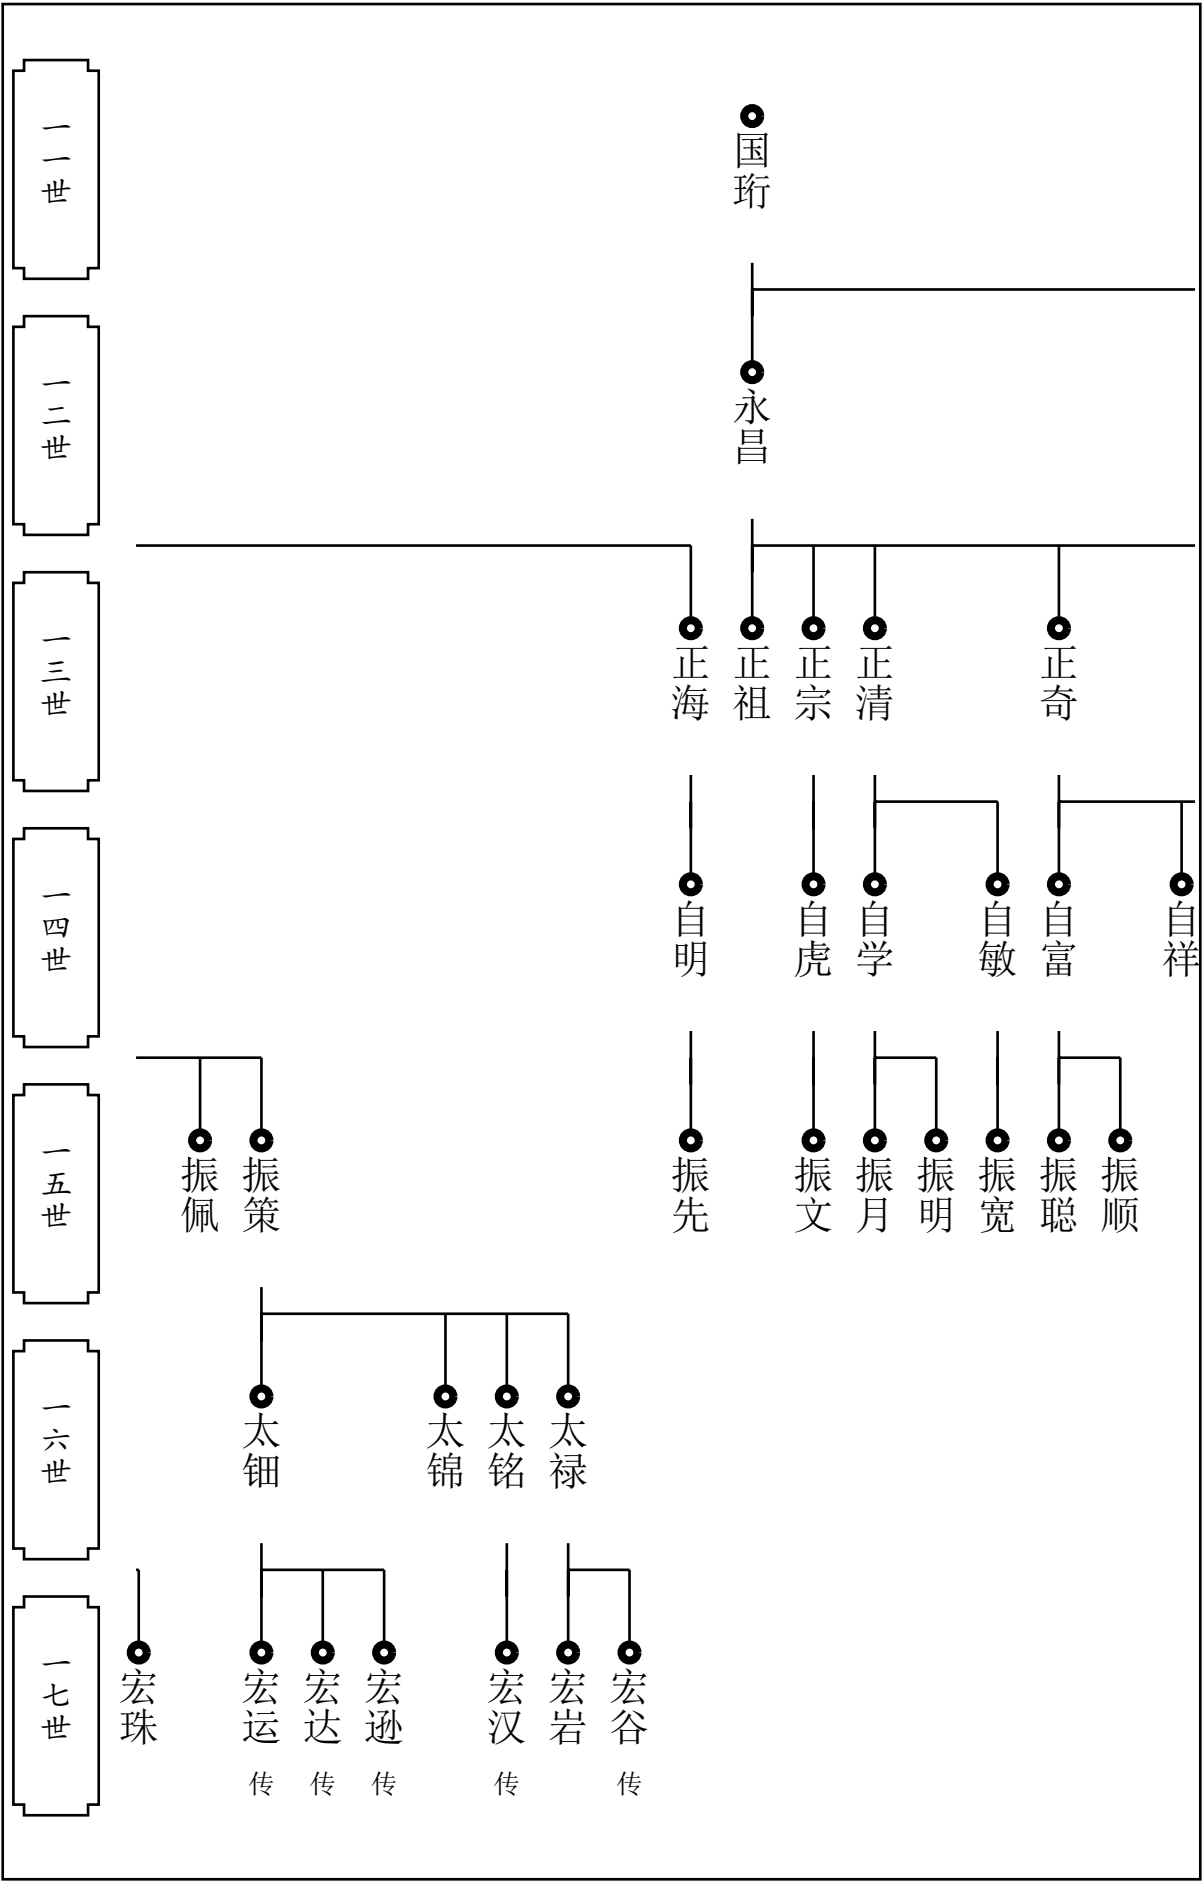 一一世
国珩
一二世
永昌
一三世
正海
正祖
正宗
正清
正奇
一四世
自明
自虎
自学
自敏
自富
自祥
一五世
振佩
振策
振先
振文
振月
振明
振宽
振聪
振顺
一六世
太钿
太锦
太铭
太禄
一七世
宏珠
宏运
宏达
宏逊
宏汉
宏岩
宏谷
传
传
传
传
传